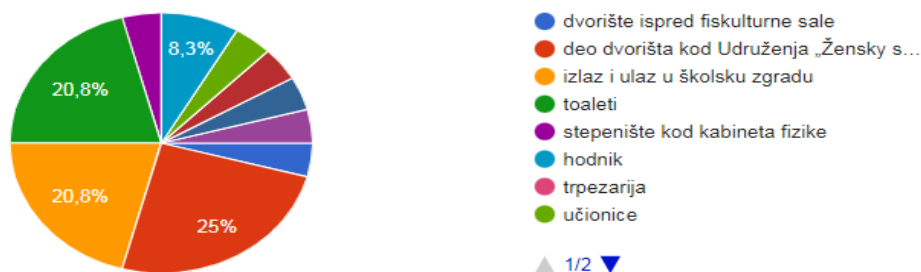 8,3%
20,8%
20,8%
25%
dvorište ispred fiskulturne sale
deo dvorišta kod Udruženja „Ženski s...
izlaz i ulaz u školsku zgradu
toaleti
stepenište kod kabineta fizike
hodnik
trpezarija
učionice
1/2